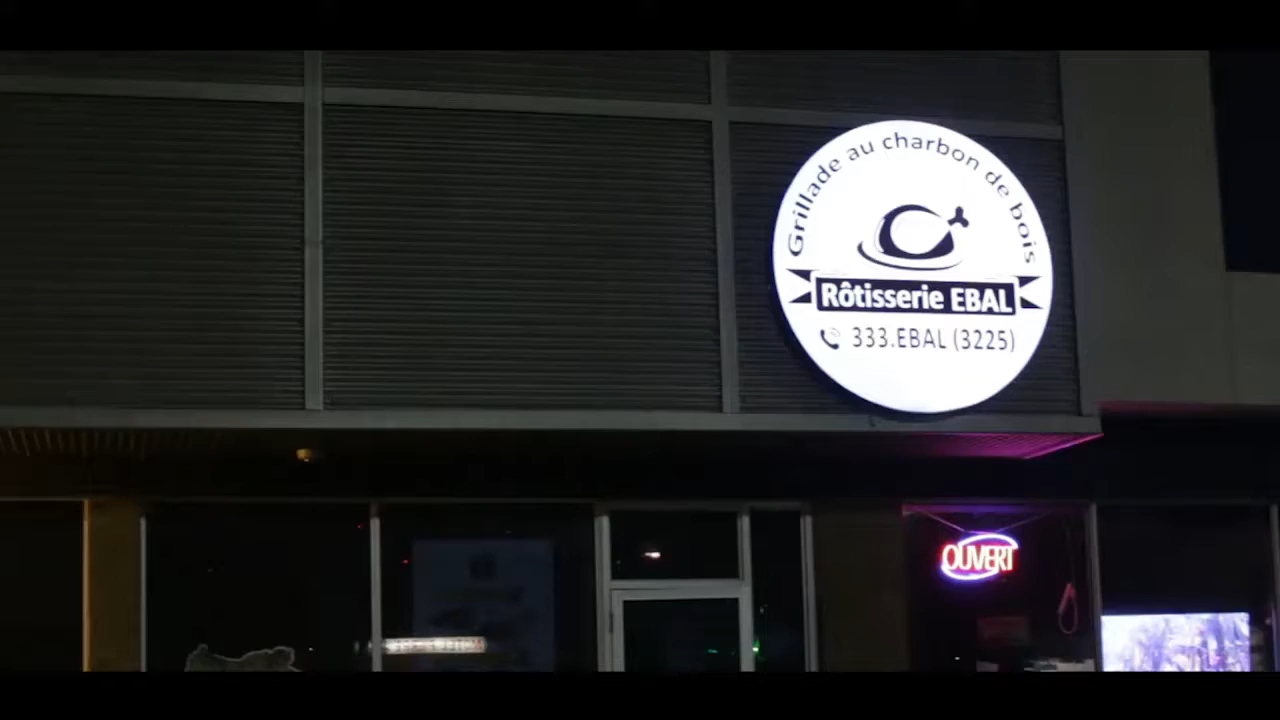 Grillade au charbon de bois
Rôtisserie EBAL
333.EBAL (3225)
OUVERT